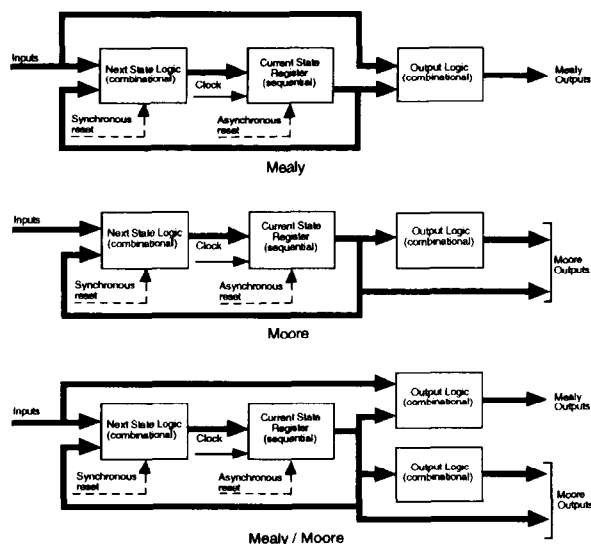 Inputs
Next State Logic
(combinational)
Clock
Current State
Register
(sequential)
Output Logic
(combinational)
Mealy
Outputs
Synchronous
reset
Asynchronous
reset
Mealy
Inputs
Next State Logic
(combinational)
Clock
Current State
Register
(sequential)
Output Logic
(combinational)
Moore
Outputs
Synchronous
reset
Asynchronous
reset
Moore
Inputs
Next State Logic
(combinational)
Clock
Current State
Register
(sequential)
Output Logic
(combinational)
Mealy
Outputs
Output Logic
(combinational)
Moore
Outputs
Synchronous
reset
Asynchronous
reset
Mealy / Moore